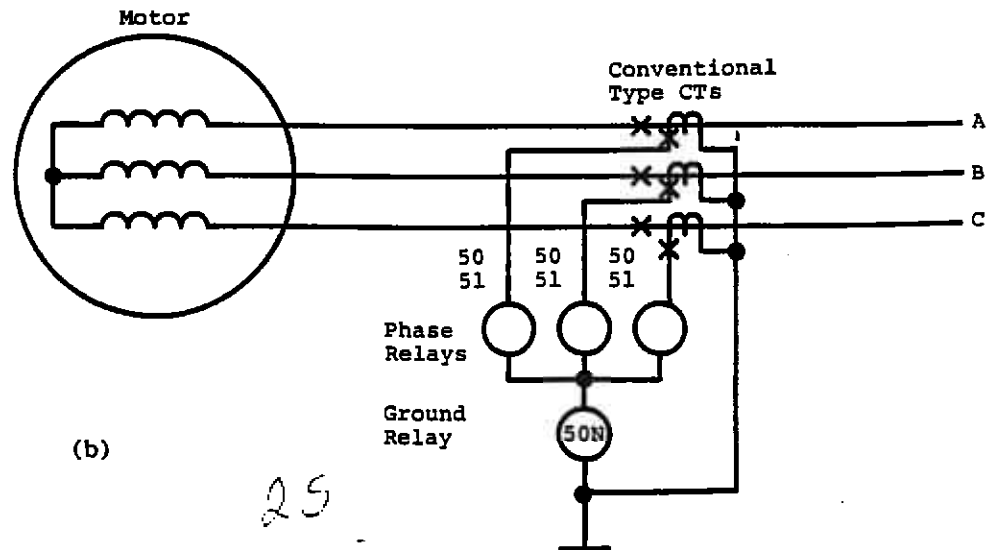 Motor
Conventional
Type CTs
A
B
C
50 50 50
51 51 51
Phase
Relays
Ground
Relay
50N
(b)
25